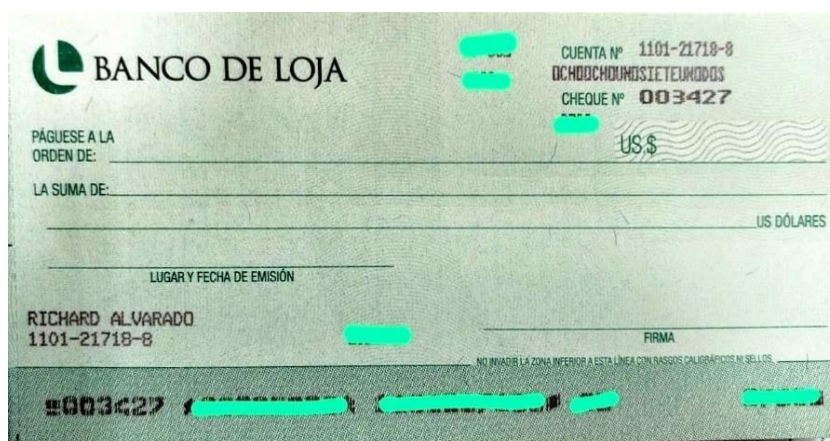 BANCO DE LOJA
CUENTA Nº 1101-21718-8
OCHOOCHOUNOSIETEUNODOS
CHEQUE Nº 003427
PÁGUESE A LA
ORDEN DE:
US.$
LA SUMA DE:
US DÓLARES
LUGAR Y FECHA DE EMISIÓN
RICHARD ALVARADO
1101-21718-8
FIRMA
NO INVADIR LA ZONA INFERIOR A ESTA LÍNEA CON RASGOS CALIGRÁFICOS NI SELLOS.
003427